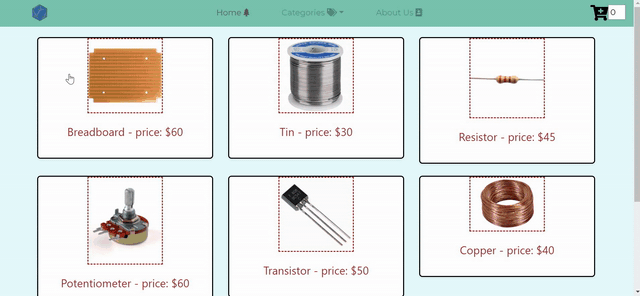 Home
Categories
About Us
0
Breadboard - price: $60
Tin - price: $30
Resistor - price: $45
Potentiometer - price: $60
Transistor - price: $50
Copper - price: $40